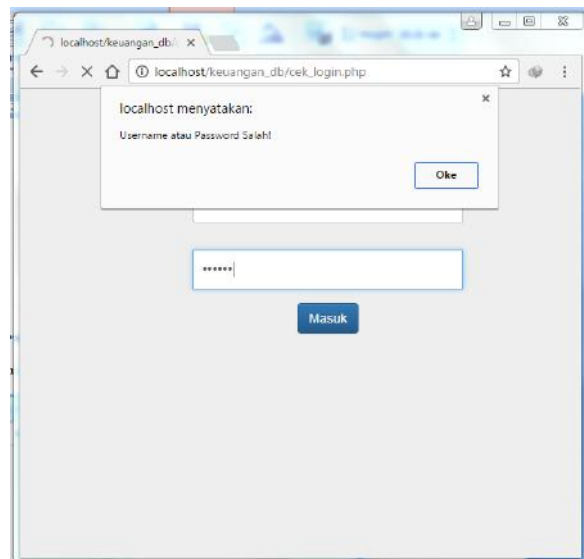 localhost/keuangan_db/
localhost/keuangan_db/cek_login.php
localhost menyatakan:
Username atau Password Salah!
Oke
••••••
Masuk